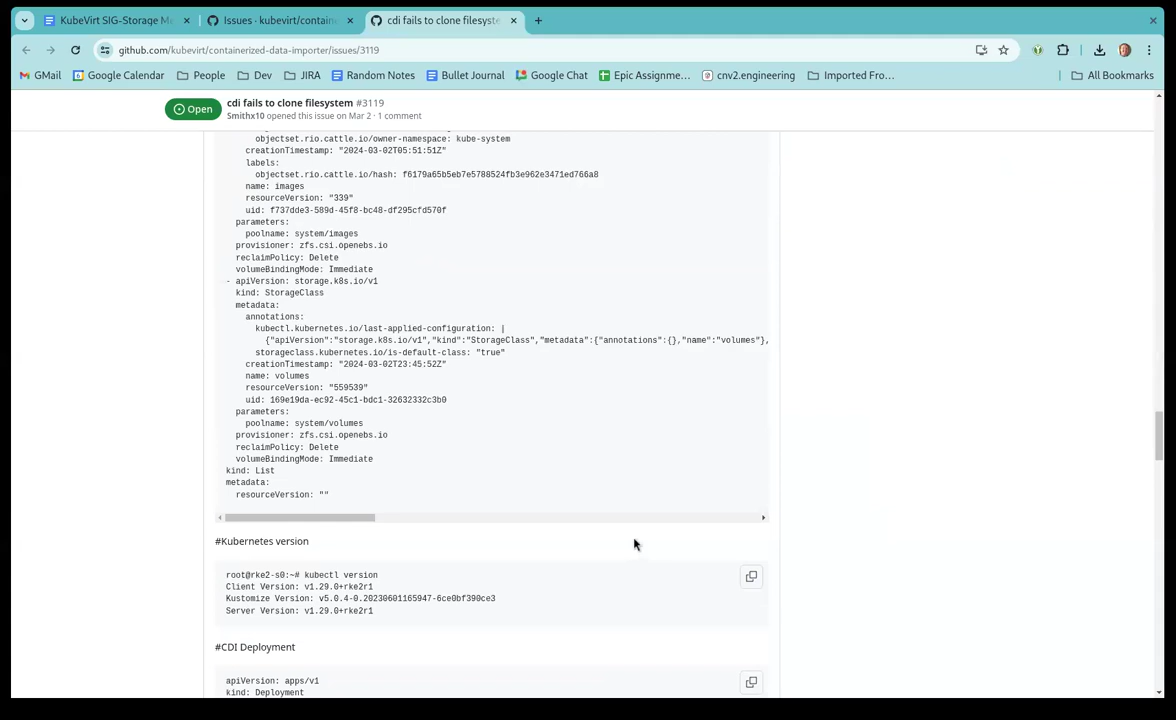 KubeVirt SIG-Storage M
Issues · kubevirt/contain
cdi fails to clone filesyste
github.com/kubevirt/containerized-data-importer/issues/3119
GMail
Google Calendar
People
Dev
JIRA
Random Notes
Bullet Journal
Google Chat
Epic Assignme...
cnv2.engineering
Imported Fro...
All Bookmarks
Open
cdi fails to clone filesystem #3119
Smithx10 opened this issue on Mar 2 · 1 comment
objectset.rio.cattle.io/owner-namespace: kube-system
creationTimestamp: "2024-03-02T05:51:51Z"
labels:
objectset.rio.cattle.io/hash: f6179a65b5eb7e5788524fb3e962e3471ed766a8
name: images
resourceVersion: "339"
uid: f737dde3-589d-45f8-bc48-df295cfd570f
parameters:
poolname: system/images
provisioner: zfs.csi.openebs.io
reclaimPolicy: Delete
volumeBindingMode: Immediate
- apiVersion: storage.k8s.io/v1
kind: StorageClass
metadata:
annotations:
kubectl.kubernetes.io/last-applied-configuration: |
{"apiVersion":"storage.k8s.io/v1","kind":"StorageClass","metadata":{"annotations":{},"name":"volumes"},
storageclass.kubernetes.io/is-default-class: "true"
creationTimestamp: "2024-03-02T23:45:52Z"
name: volumes
resourceVersion: "559539"
uid: 169e19da-ec92-45c1-bdc1-32632332c3b0
parameters:
poolname: system/volumes
provisioner: zfs.csi.openebs.io
reclaimPolicy: Delete
volumeBindingMode: Immediate
kind: List
metadata:
resourceVersion: ""
#Kubernetes version
root@rke2-s0:~# kubectl version
Client Version: v1.29.0+rke2r1
Kustomize Version: v5.0.4-0.20230601165947-6ce0bf390ce3
Server Version: v1.29.0+rke2r1
#CDI Deployment
apiVersion: apps/v1
kind: Deployment